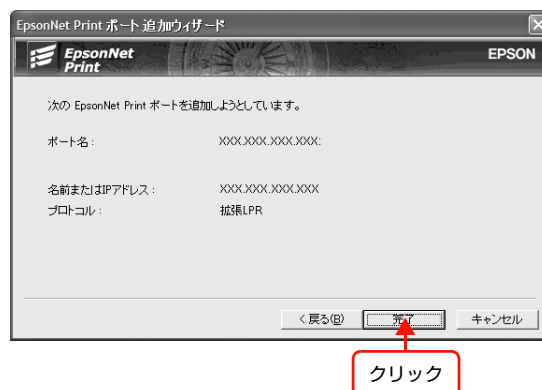 EpsonNet Print ポート追加ウィザード
EpsonNet
Print
EPSON
次の EpsonNet Print ポートを追加しようとしています。
ポート名： XXX.XXX.XXX.XXX:
名前またはIPアドレス： XXX.XXX.XXX.XXX
プロトコル： 拡張LPR
< 戻る(B) 完了 キャンセル
クリック